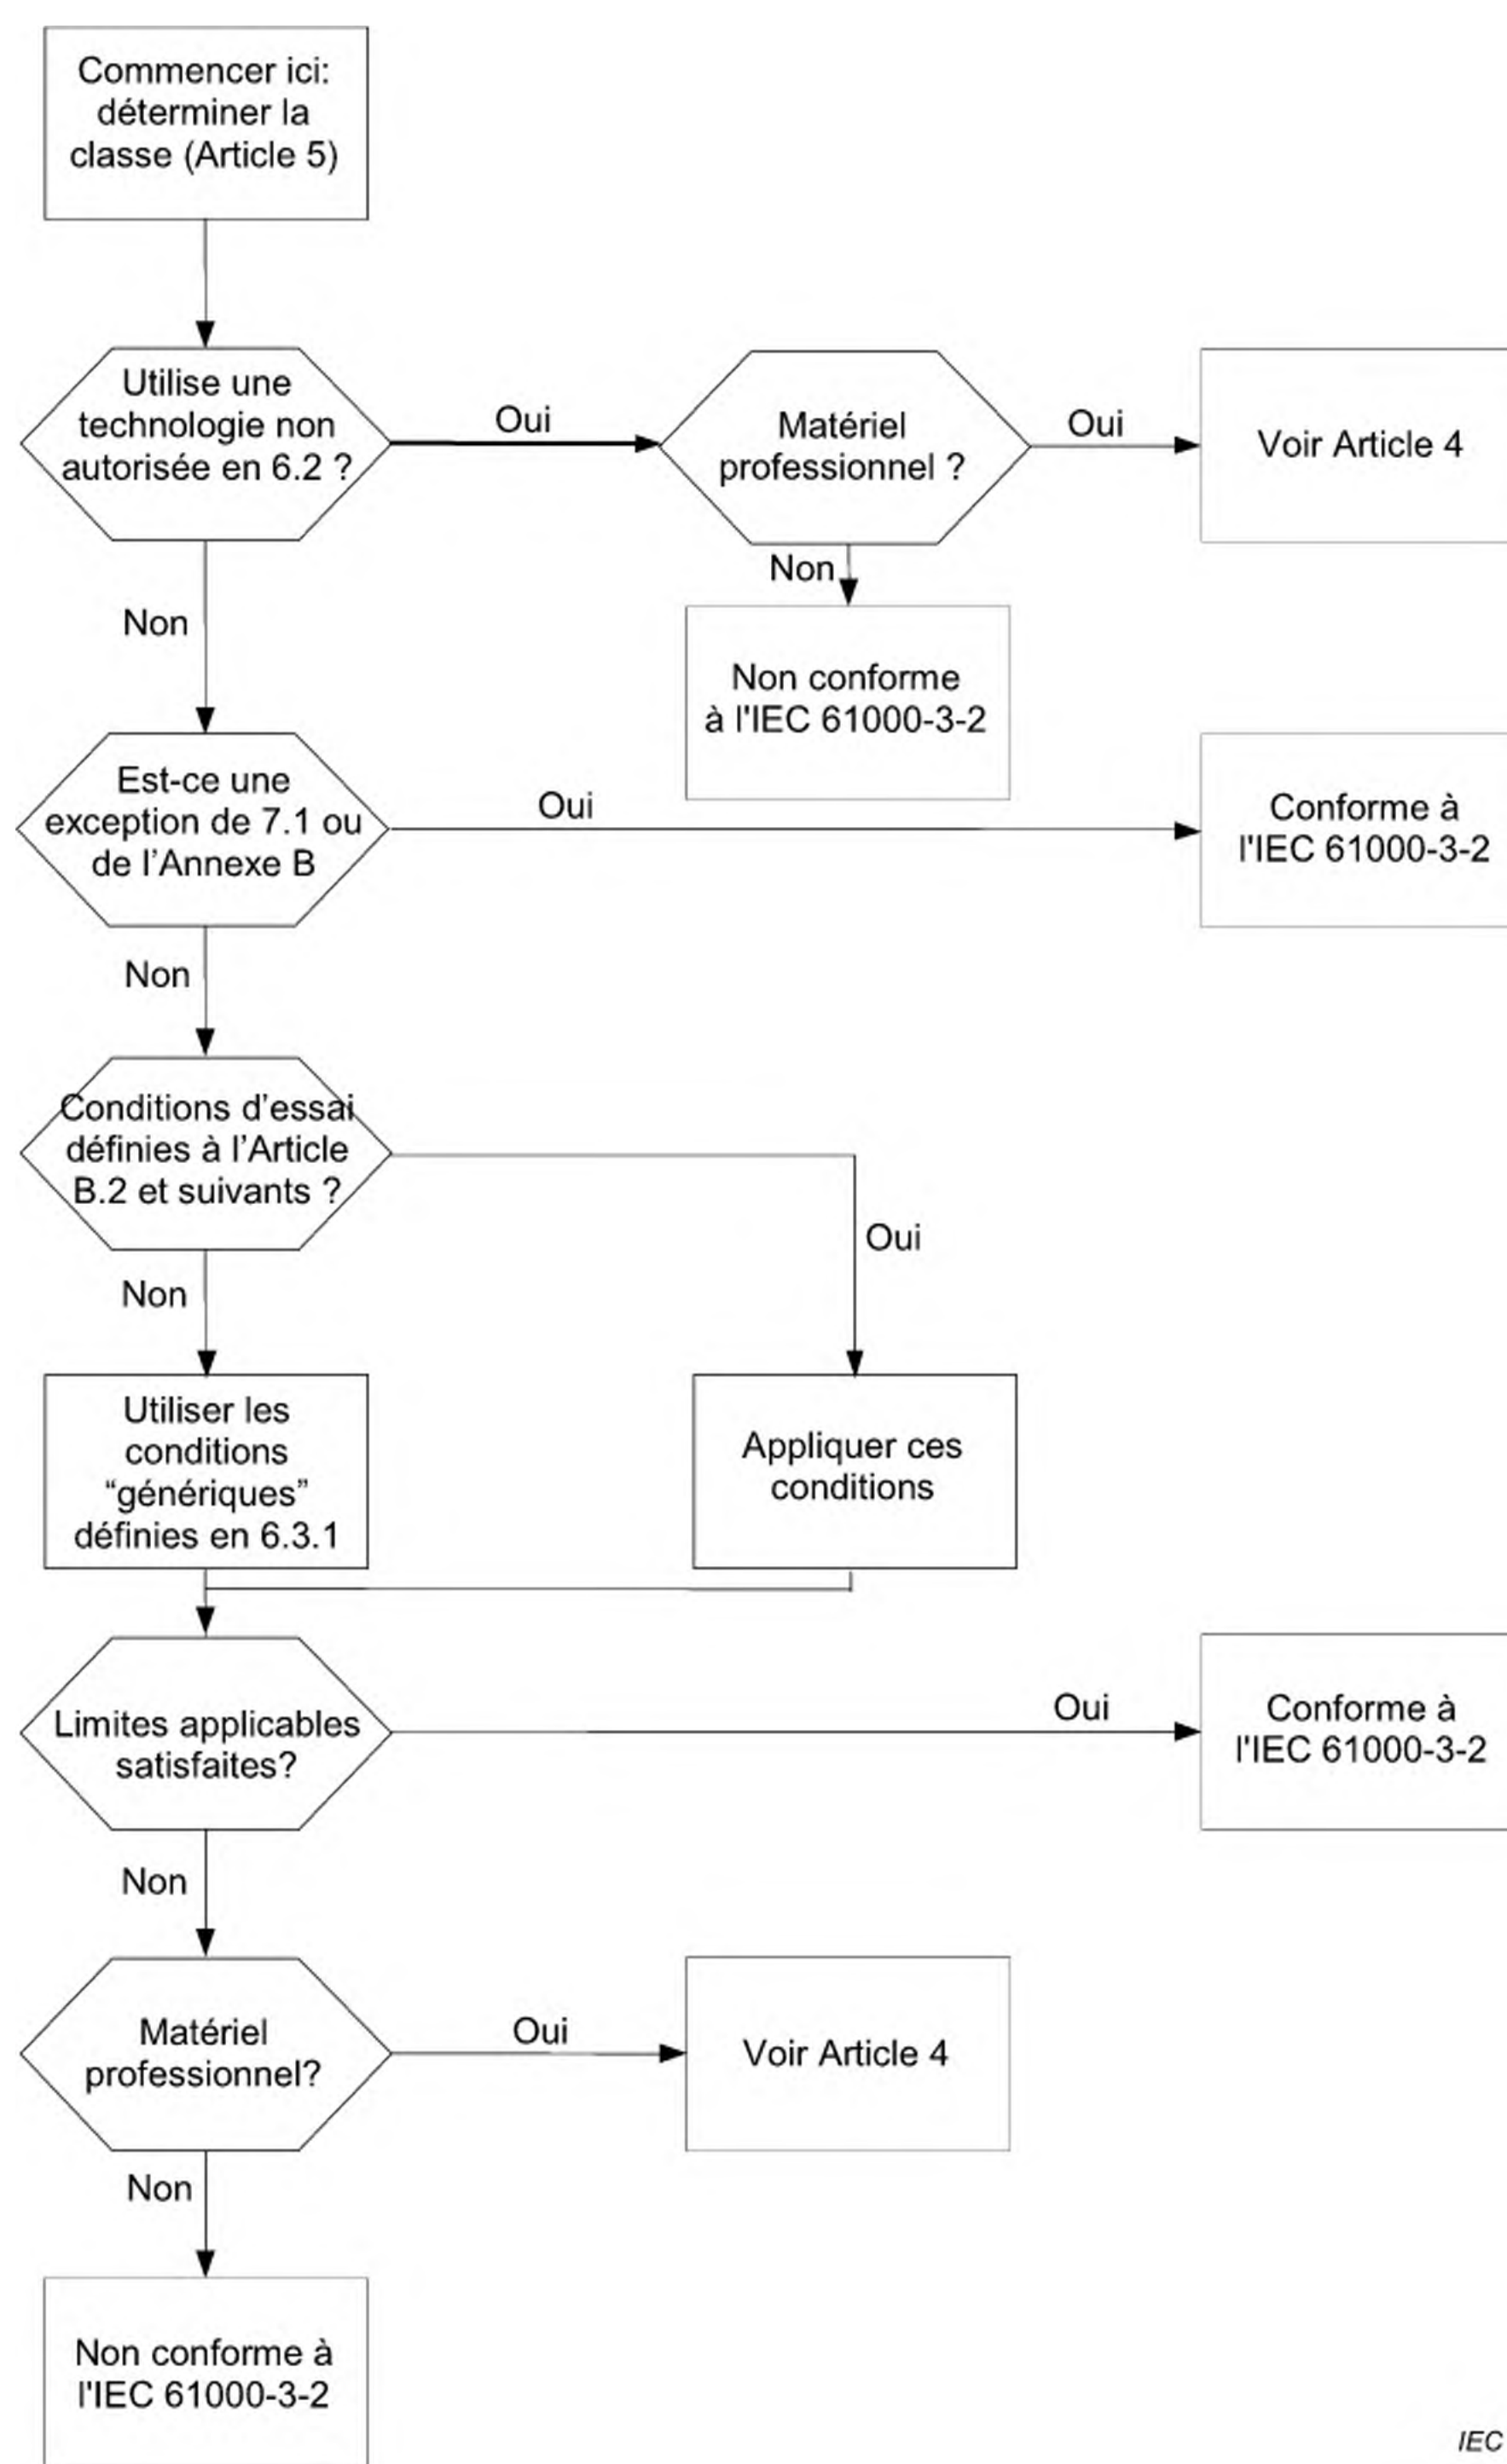 Commencer ici:
déterminer la
classe (Article 5)
Utilise une
technologie non
autorisée en 6.2 ?
Oui
Matériel
professionnel ?
Oui
Voir Article 4
Non
Non conforme
à l'IEC 61000-3-2
Non
Est-ce une
exception de 7.1 ou
de l’Annexe B
Oui
Conforme à
l'IEC 61000-3-2
Non
Conditions d’essai
définies à l’Article
B.2 et suivants ?
Oui
Non
Utiliser les
conditions
“génériques”
définies en 6.3.1
Appliquer ces
conditions
Limites applicables
satisfaites?
Oui
Conforme à
l'IEC 61000-3-2
Non
Matériel
professionnel?
Oui
Voir Article 4
Non
Non conforme à
l'IEC 61000-3-2
IEC